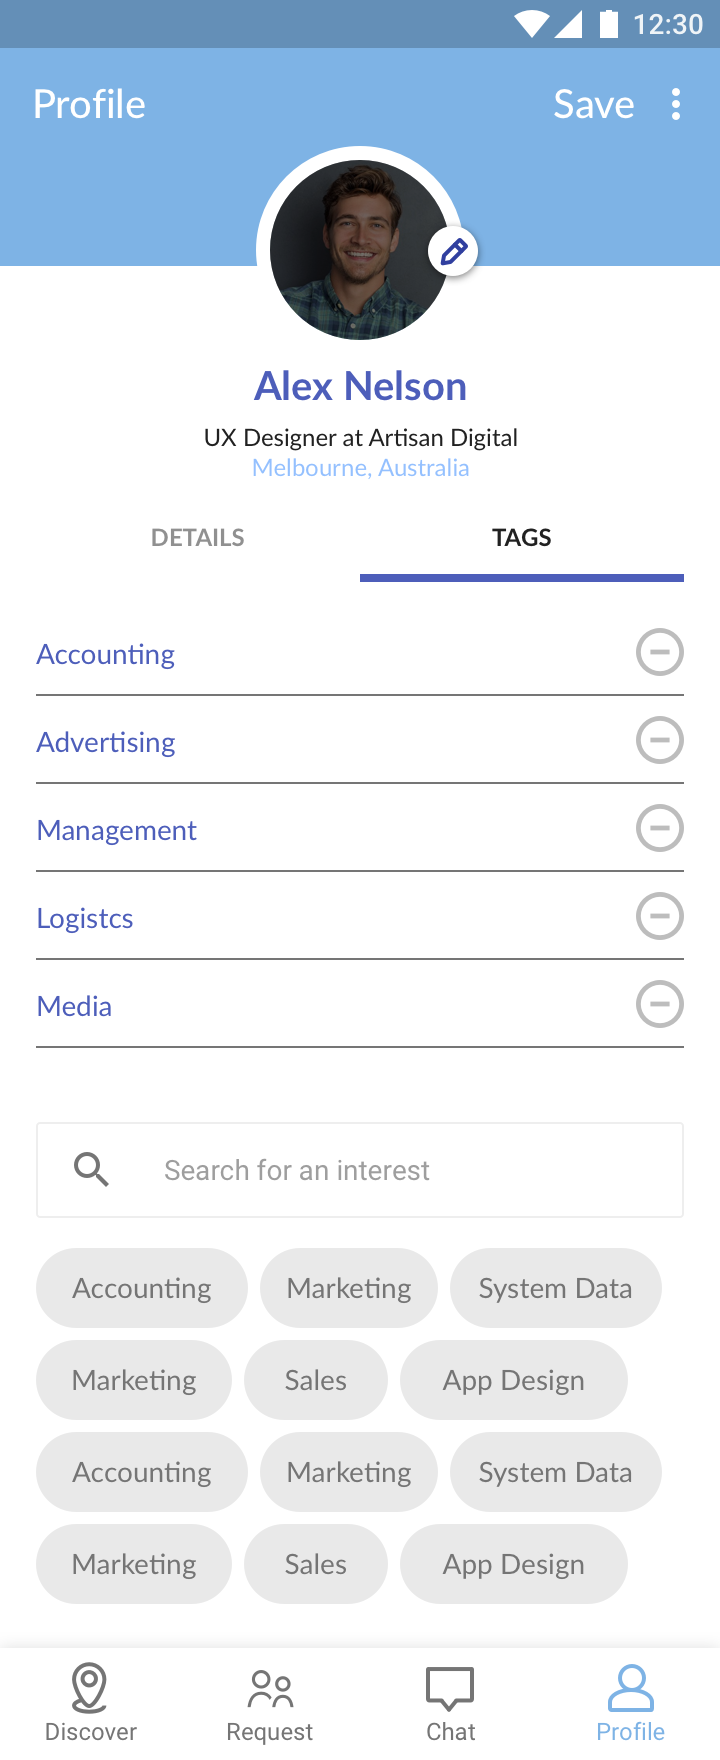 12:30
Profile Save
Alex Nelson
UX Designer at Artisan Digital
Melbourne, Australia
DETAILS TAGS
Accounting
Advertising
Management
Logistcs
Media
Search for an interest
Accounting Marketing System Data
Marketing Sales App Design
Accounting Marketing System Data
Marketing Sales App Design
Discover Request Chat Profile